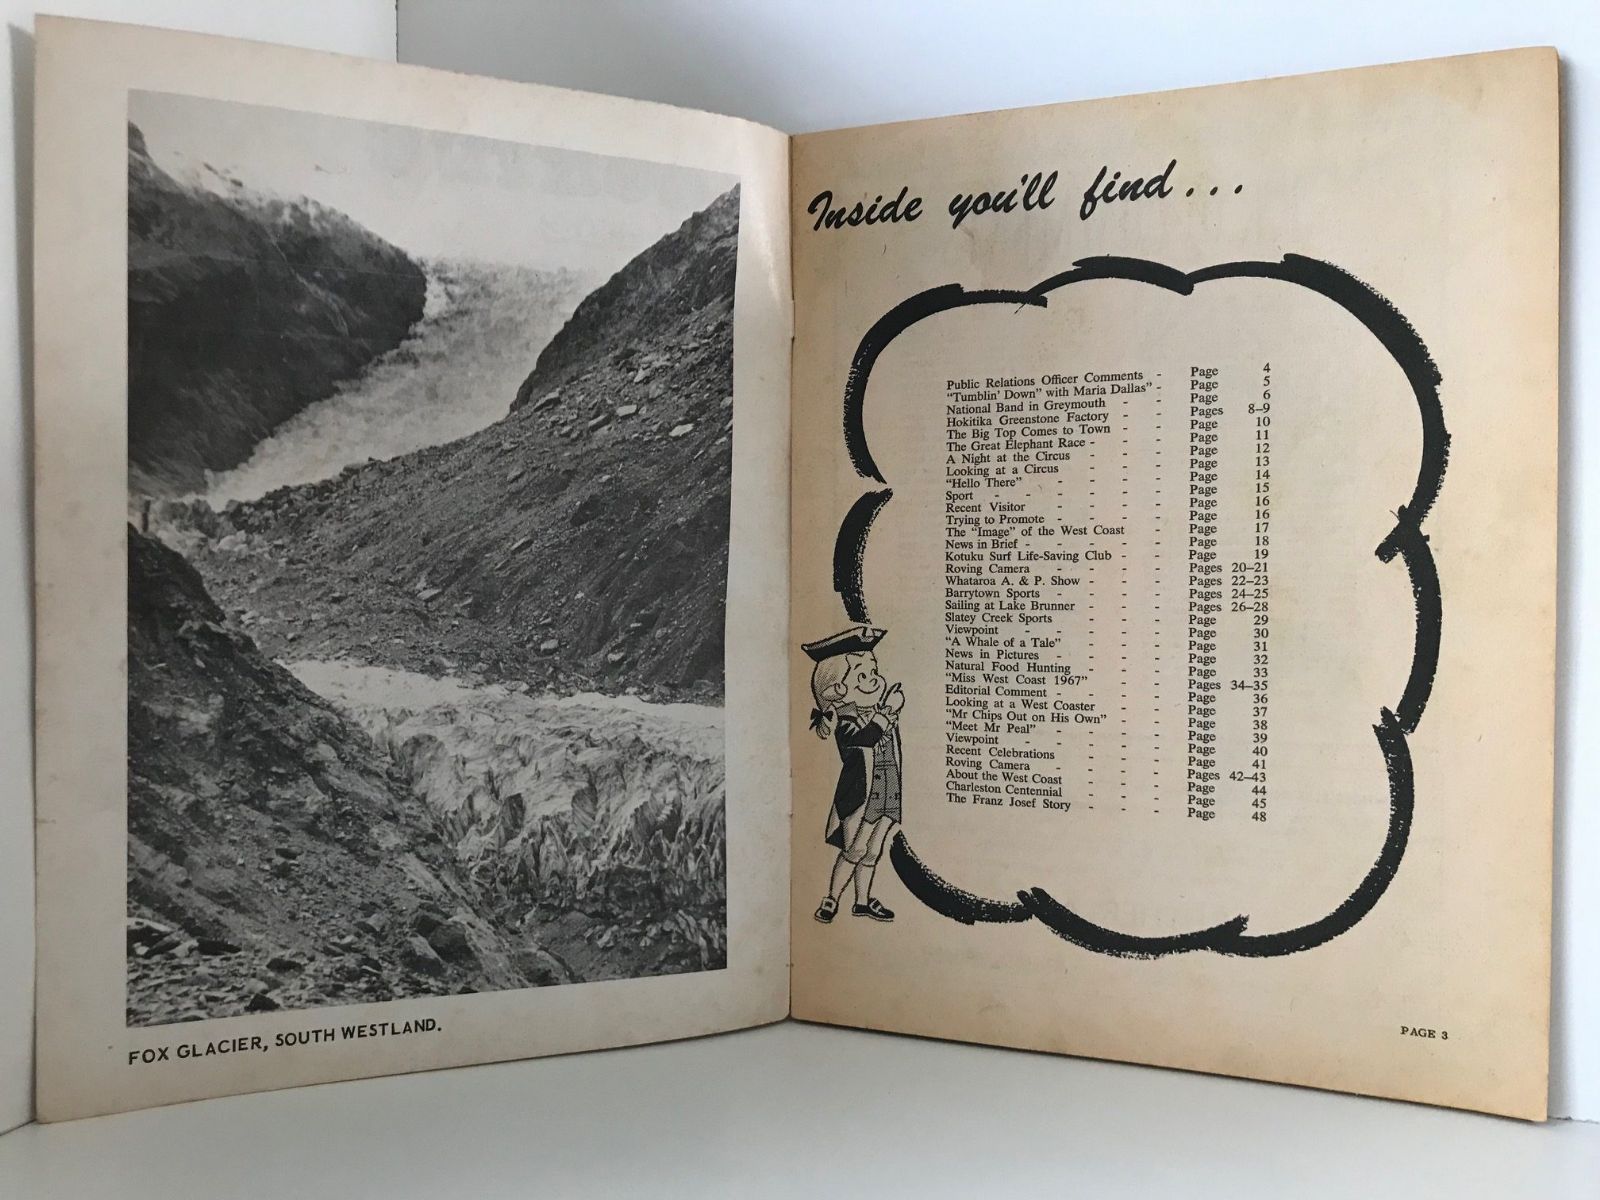 FOX GLACIER, SOUTH WESTLAND.
Inside you'll find . . .
Public Relations Officer Comments - Page 4
"Tumblin' Down" with Maria Dallas" - Page 5
National Band in Greymouth - - Page 6
Hokitika Greenstone Factory - - Pages 8–9
The Big Top Comes to Town - - Page 10
The Great Elephant Race - - - Page 11
A Night at the Circus - - - Page 12
Looking at a Circus - - - Page 13
"Hello There" - - - - Page 14
Sport - - - - - - Page 15
Recent Visitor - - - - Page 16
Trying to Promote - - - - Page 16
The "Image" of the West Coast - Page 17
News in Brief - - - - - Page 18
Kotuku Surf Life-Saving Club - - Page 19
Roving Camera - - - - Pages 20–21
Whataroa A. & P. Show - - - Pages 22–23
Barrytown Sports - - - - Pages 24–25
Sailing at Lake Brunner - - - Pages 26–28
Slatey Creek Sports - - - Page 29
Viewpoint - - - - - Page 30
"A Whale of a Tale" - - - Page 31
News in Pictures - - - - Page 32
Natural Food Hunting - - - Page 33
"Miss West Coast 1967" - - Pages 34–35
Editorial Comment - - - - Page 36
Looking at a West Coaster - - Page 37
"Mr Chips Out on His Own" - - Page 38
"Meet Mr Peal" - - - - Page 39
Viewpoint - - - - - Page 40
Recent Celebrations - - - Page 41
Roving Camera - - - - Pages 42–43
About the West Coast - - - Page 44
Charleston Centennial - - - Page 45
The Franz Josef Story - - - Page 48
PAGE 3